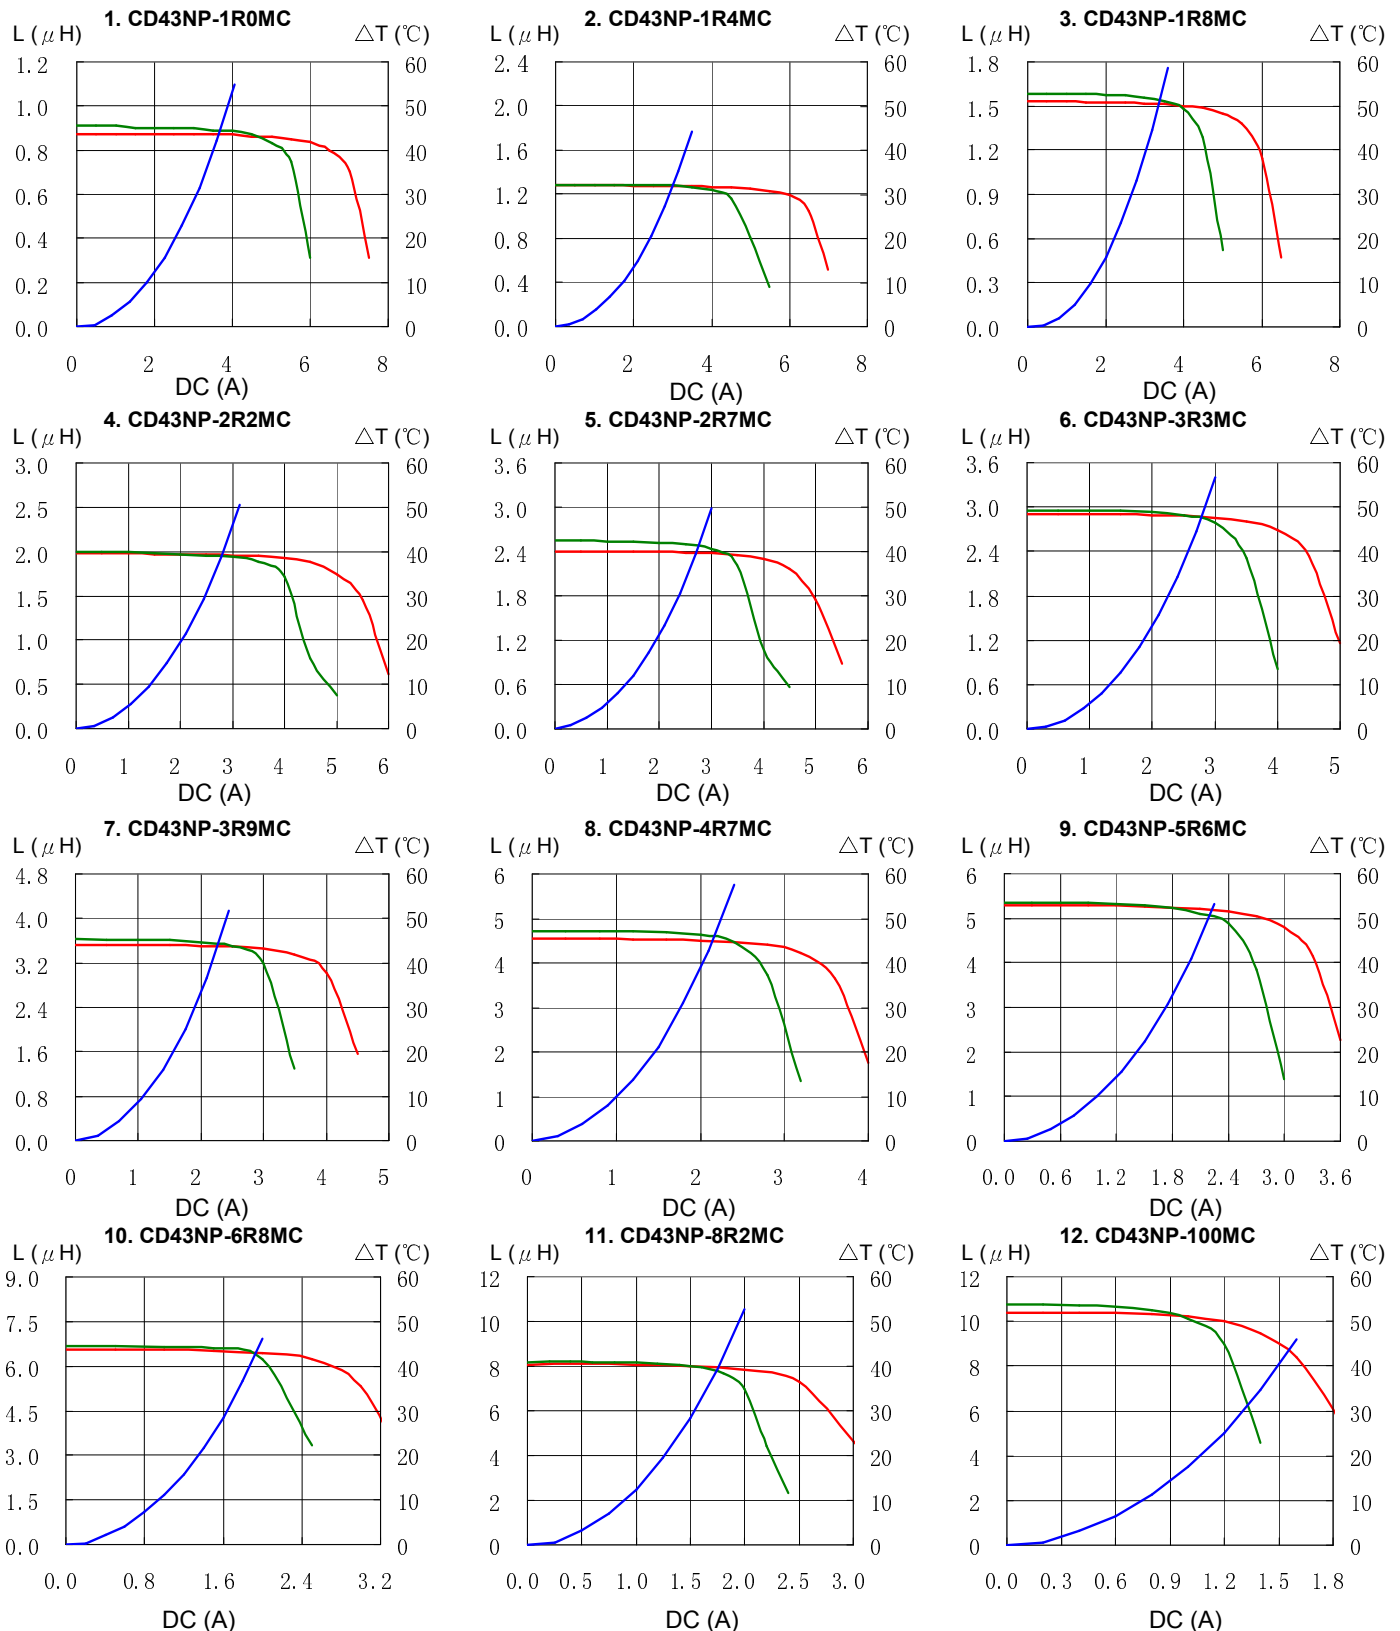 1. CD43NP-1R0MC
L (μH) △T (℃)
1.2 60
1.0 50
0.8 40
0.6 30
0.4 20
0.2 10
0.0 0
0 2 4 6 8
DC (A)
2. CD43NP-1R4MC
L (μH) △T (℃)
2.4 60
2.0 50
1.6 40
1.2 30
0.8 20
0.4 10
0.0 0
0 2 4 6 8
DC (A)
3. CD43NP-1R8MC
L (μH) △T (℃)
1.8 60
1.5 50
1.2 40
0.9 30
0.6 20
0.3 10
0.0 0
0 2 4 6 8
DC (A)
4. CD43NP-2R2MC
L (μH) △T (℃)
3.0 60
2.5 50
2.0 40
1.5 30
1.0 20
0.5 10
0.0 0
0 1 2 3 4 5 6
DC (A)
5. CD43NP-2R7MC
L (μH) △T (℃)
3.6 60
3.0 50
2.4 40
1.8 30
1.2 20
0.6 10
0.0 0
0 1 2 3 4 5 6
DC (A)
6. CD43NP-3R3MC
L (μH) △T (℃)
3.6 60
3.0 50
2.4 40
1.8 30
1.2 20
0.6 10
0.0 0
0 1 2 3 4 5
DC (A)
7. CD43NP-3R9MC
L (μH) △T (℃)
4.8 60
4.0 50
3.2 40
2.4 30
1.6 20
0.8 10
0.0 0
0 1 2 3 4 5
DC (A)
8. CD43NP-4R7MC
L (μH) △T (℃)
6 60
5 50
4 40
3 30
2 20
1 10
0 0
0 1 2 3 4
DC (A)
9. CD43NP-5R6MC
L (μH) △T (℃)
6 60
5 50
4 40
3 30
2 20
1 10
0 0
0.0 0.6 1.2 1.8 2.4 3.0 3.6
DC (A)
10. CD43NP-6R8MC
L (μH) △T (℃)
9.0 60
7.5 50
6.0 40
4.5 30
3.0 20
1.5 10
0.0 0
0.0 0.8 1.6 2.4 3.2
DC (A)
11. CD43NP-8R2MC
L (μH) △T (℃)
12 60
10 50
8 40
6 30
4 20
2 10
0 0
0.0 0.5 1.0 1.5 2.0 2.5 3.0
DC (A)
12. CD43NP-100MC
L (μH) △T (℃)
12 60
10 50
8 40
6 30
4 20
2 10
0 0
0.0 0.3 0.6 0.9 1.2 1.5 1.8
DC (A)